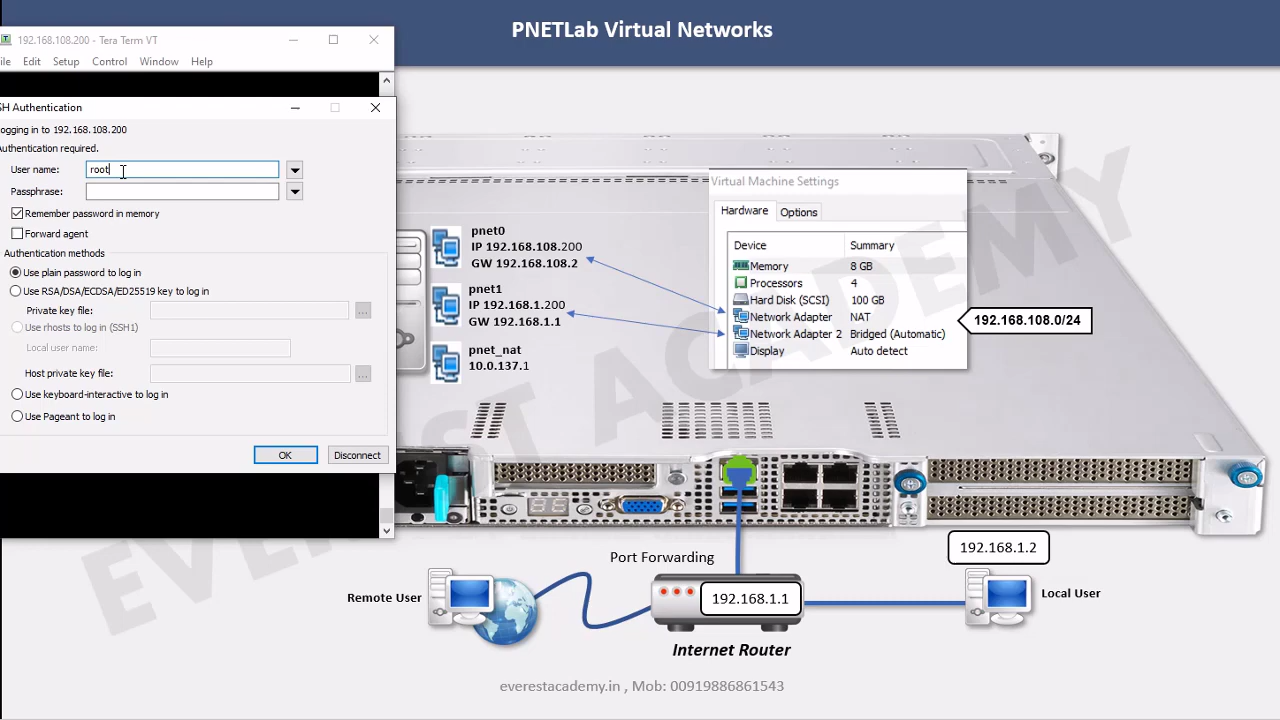 PNETLab Virtual Networks
192.168.108.200 - Tera Term VT
ile Edit Setup Control Window Help
SH Authentication
ogging in to 192.168.108.200
Authentication required.
User name: root
Passphrase:
Remember password in memory
Forward agent
Authentication methods
Use plain password to log in
Use RSA/DSA/ECDSA/ED25519 key to log in
Private key file: ...
Use rhosts to log in (SSH1)
Local user name:
Host private key file: ...
Use keyboard-interactive to log in
Use Pageant to log in
OK Disconnect
pnet0
IP 192.168.108.200
GW 192.168.108.2
pnet1
IP 192.168.1.200
GW 192.168.1.1
pnet_nat
10.0.137.1
Virtual Machine Settings
Hardware Options
Device Summary
Memory 8 GB
Processors 4
Hard Disk (SCSI) 100 GB
Network Adapter NAT
Network Adapter 2 Bridged (Automatic)
Display Auto detect
192.168.108.0/24
EVEREST ACADEMY
Port Forwarding
192.168.1.2
Remote User
192.168.1.1
Local User
Internet Router
everestacademy.in , Mob: 00919886861543